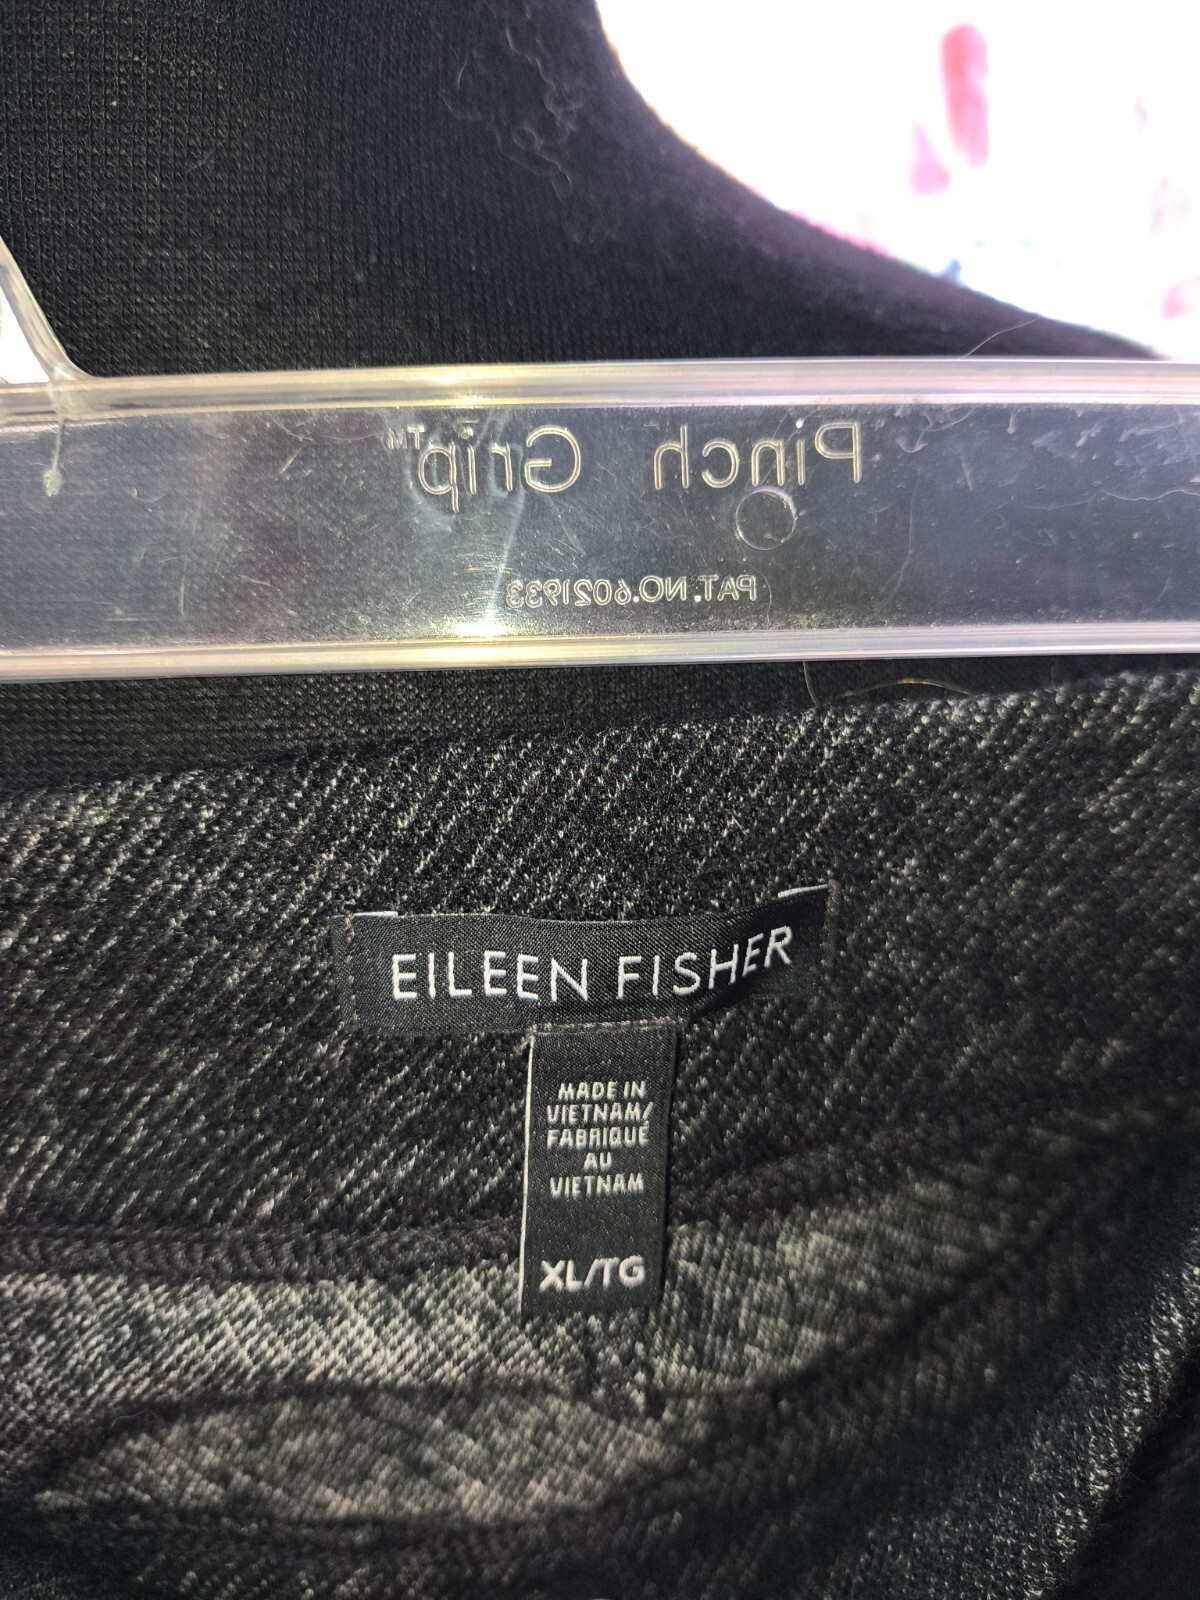 Pinch Grip™
PAT.NO.6021933
EILEEN FISHER
MADE IN
VIETNAM/
FABRIQUÉ
AU
VIETNAM
XL/TG